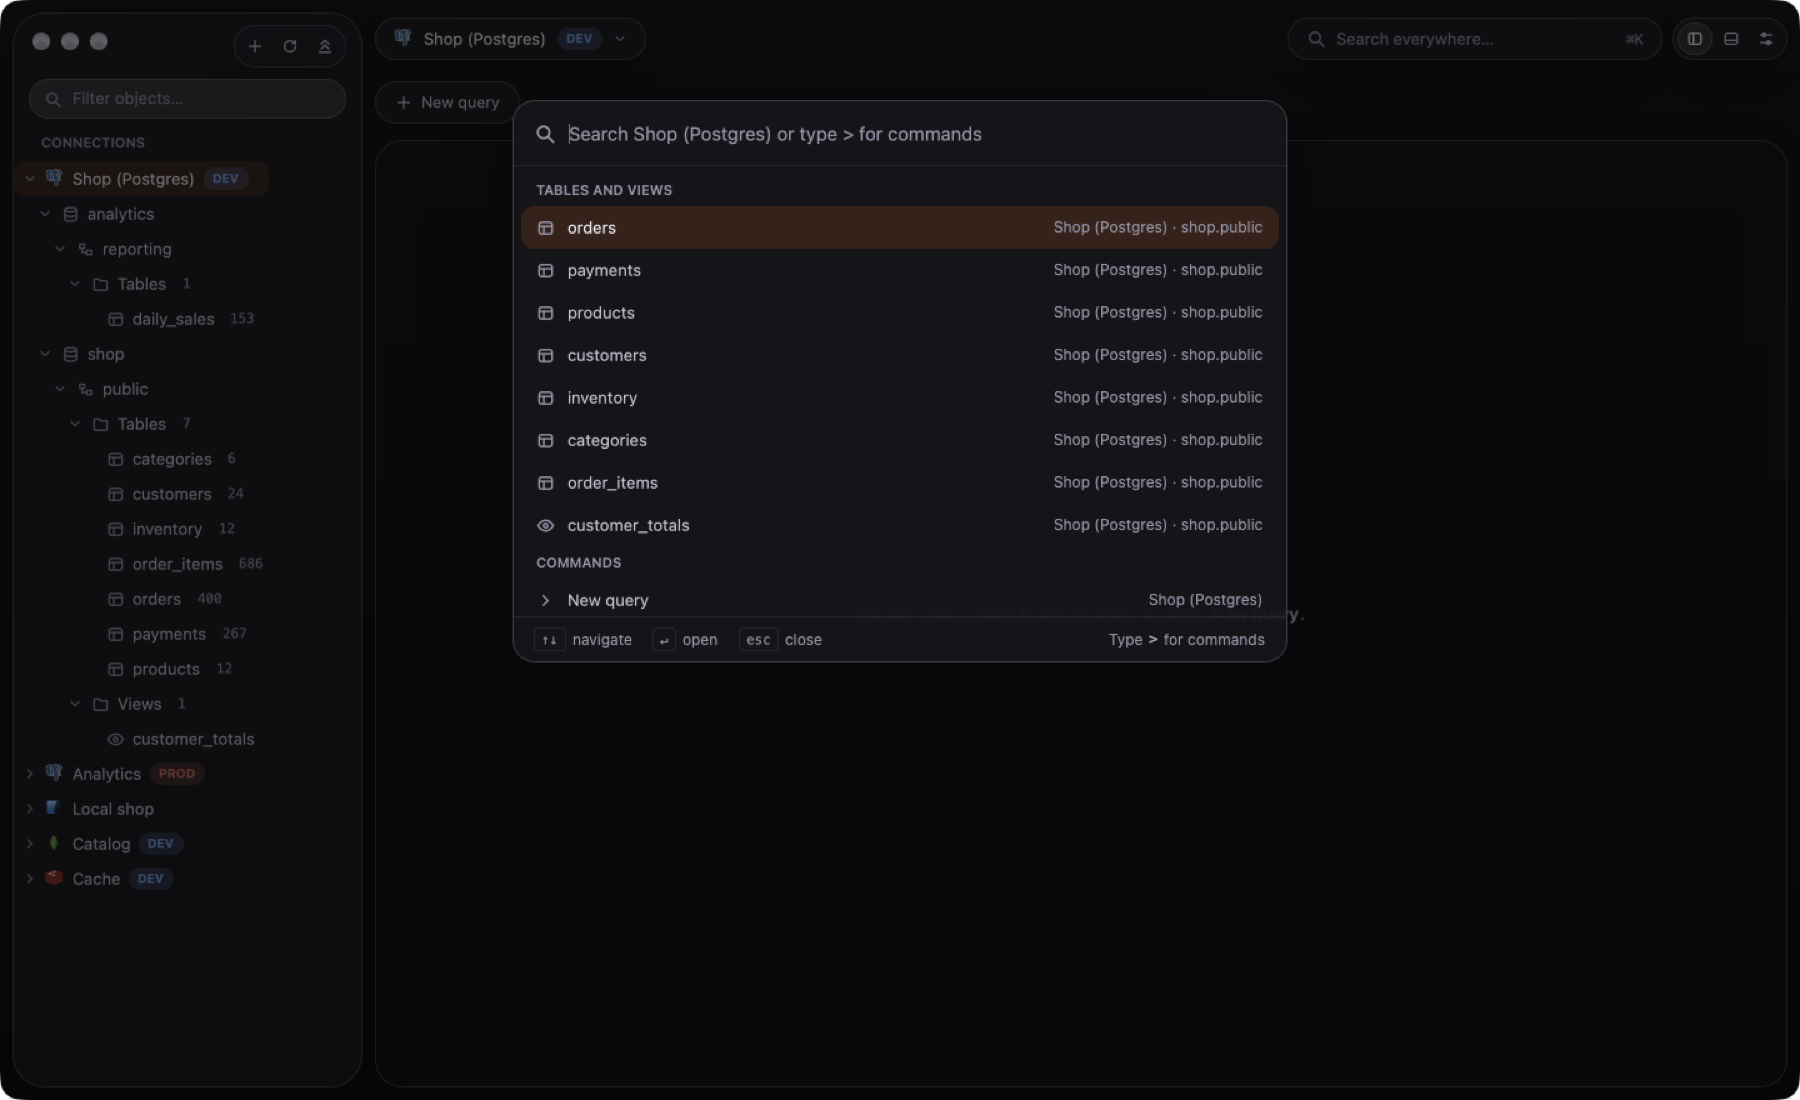 Shop (Postgres) DEV
Search everywhere... ⌘K
Filter objects...
New query
CONNECTIONS
Shop (Postgres) DEV
analytics
reporting
Tables 1
daily_sales 153
shop
public
Tables 7
categories 6
customers 24
inventory 12
order_items 686
orders 400
payments 267
products 12
Views 1
customer_totals
Analytics PROD
Local shop
Catalog DEV
Cache DEV
Search Shop (Postgres) or type > for commands
TABLES AND VIEWS
orders Shop (Postgres) · shop.public
payments Shop (Postgres) · shop.public
products Shop (Postgres) · shop.public
customers Shop (Postgres) · shop.public
inventory Shop (Postgres) · shop.public
categories Shop (Postgres) · shop.public
order_items Shop (Postgres) · shop.public
customer_totals Shop (Postgres) · shop.public
COMMANDS
New query Shop (Postgres)
↑↓ navigate ↵ open esc close Type > for commands